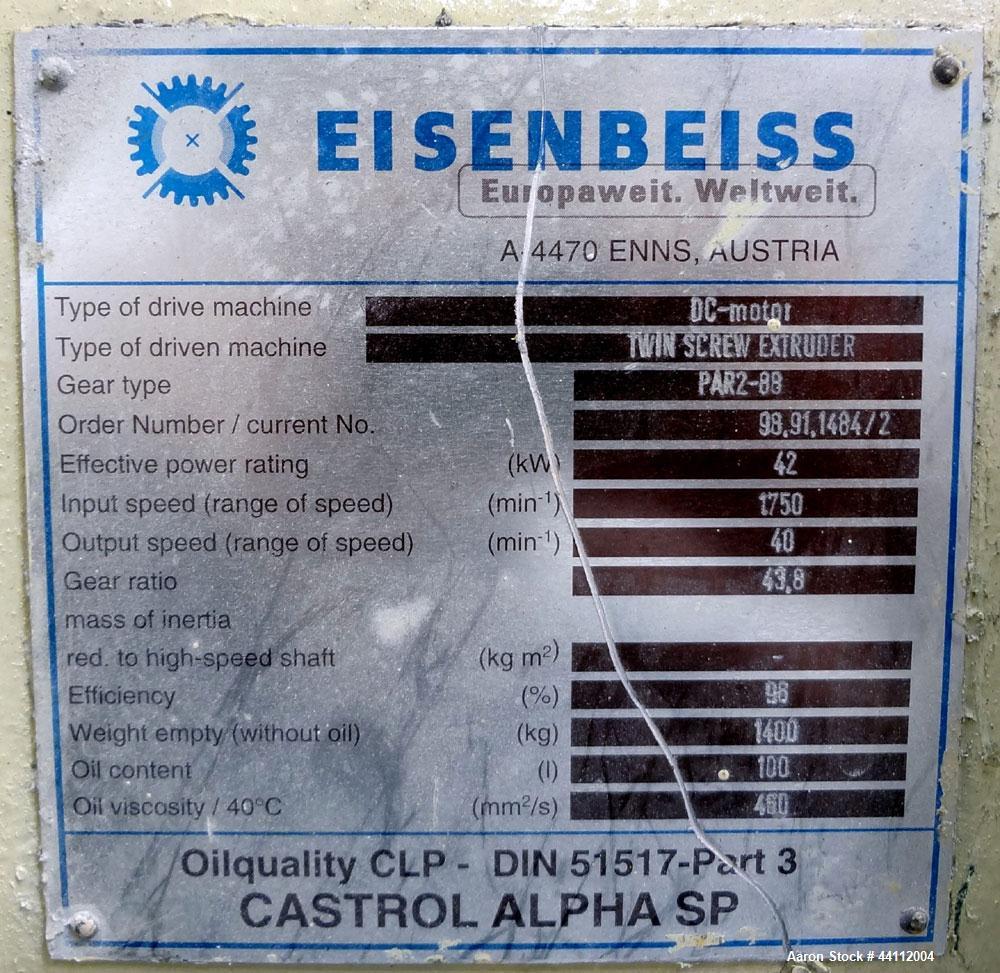 EISENBEISS
Europaweit. Weltweit.
A-4470 ENNS, AUSTRIA
Type of drive machine DC-motor
Type of driven machine TWIN SCREW EXTRUDER
Gear type PAR2-88
Order Number / current No. 98.91.1484/2
Effective power rating (kW) 42
Input speed (range of speed) (min-1) 1750
Output speed (range of speed) (min-1) 40
Gear ratio 43,8
mass of inertia
red. to high-speed shaft (kg m2)
Efficiency (%) 96
Weight empty (without oil) (kg) 1400
Oil content (l) 100
Oil viscosity / 40°C (mm2/s) 460
Oilquality CLP - DIN 51517-Part 3
CASTROL ALPHA SP
Aaron Stock # 44112004